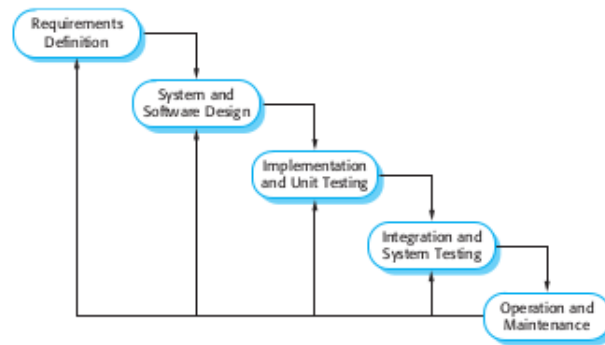 Requirements
Definition
System and
Software Design
Implementation
and Unit Testing
Integration and
System Testing
Operation and
Maintenance